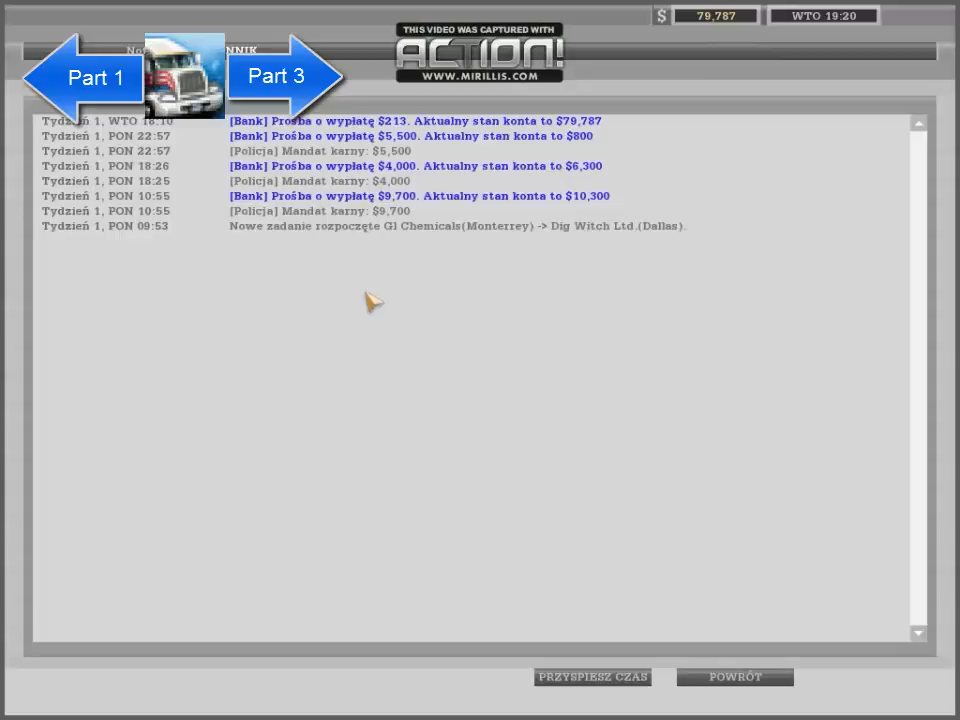 $ 79,787 WTO 19:20
THIS VIDEO WAS CAPTURED WITH
ACTION!
WWW.MIRILLIS.COM
Part 1
Part 3
Tydzień 1, WTO 18:10 [Bank] Prośba o wypłatę $213. Aktualny stan konta to $79,787
Tydzień 1, PON 22:57 [Bank] Prośba o wypłatę $5,500. Aktualny stan konta to $800
Tydzień 1, PON 22:57 [Policja] Mandat karny: $5,500
Tydzień 1, PON 18:26 [Bank] Prośba o wypłatę $4,000. Aktualny stan konta to $6,300
Tydzień 1, PON 18:25 [Policja] Mandat karny: $4,000
Tydzień 1, PON 10:55 [Bank] Prośba o wypłatę $9,700. Aktualny stan konta to $10,300
Tydzień 1, PON 10:55 [Policja] Mandat karny: $9,700
Tydzień 1, PON 09:53 Nowe zadanie rozpoczęte Gl Chemicals(Monterrey) -> Dig Witch Ltd.(Dallas).
PRZYSPIESZ CZAS POWRÓT